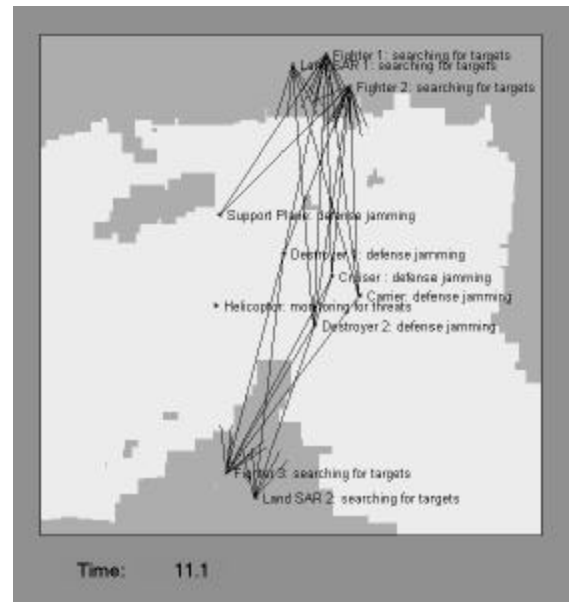 Fighter 1: searching for targets
Land SAR 1: searching for targets
Fighter 2: searching for targets
Support Plane: defense jamming
Destroyer 1: defense jamming
Cruiser : defense jamming
Carrier: defense jamming
Helicoptor: monitoring for threats
Destroyer 2: defense jamming
Fighter 3: searching for targets
Land SAR 2: searching for targets
Time: 11.1